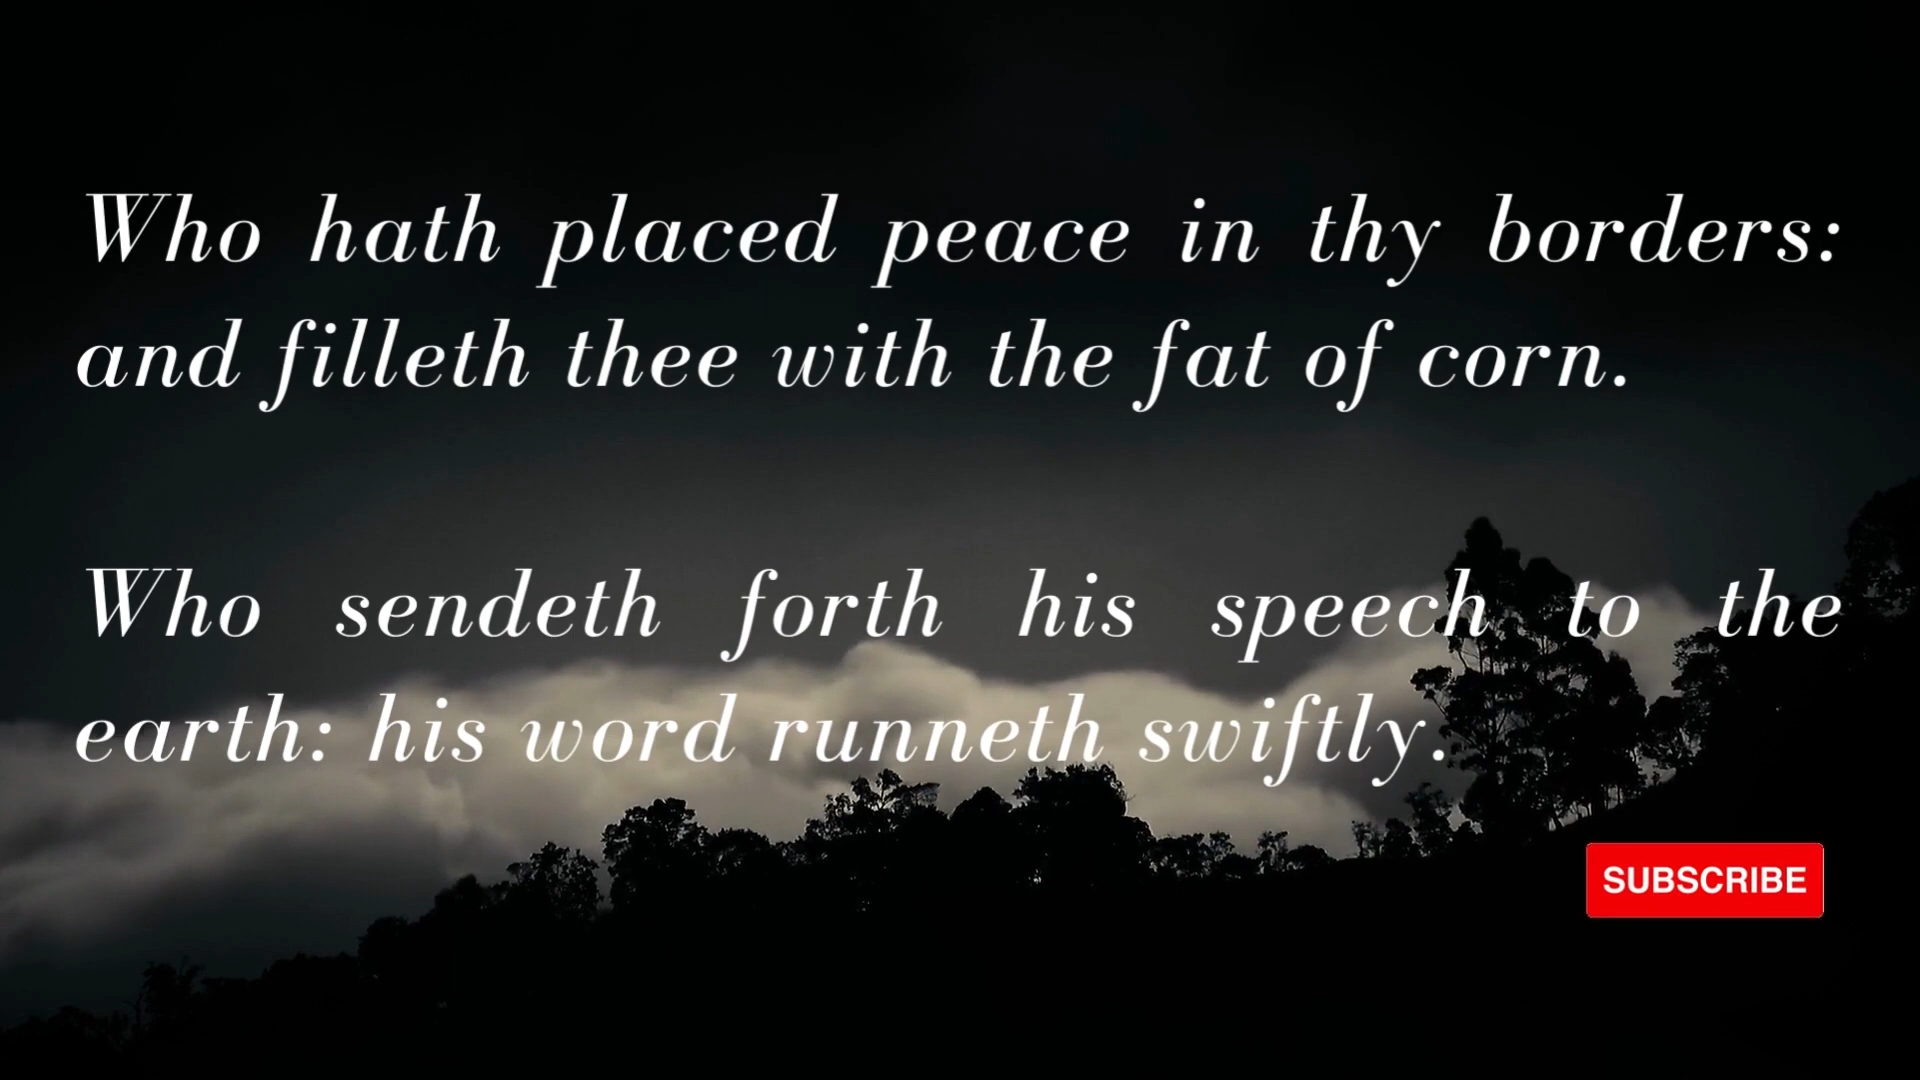 Who hath placed peace in thy borders:
and filleth thee with the fat of corn.
Who sendeth forth his speech to the
earth: his word runneth swiftly.
SUBSCRIBE